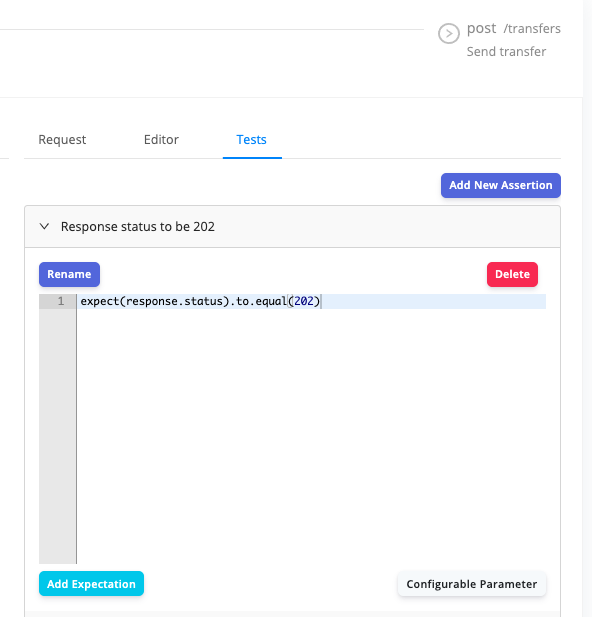 post /transfers
Send transfer
Request Editor Tests
Add New Assertion
Response status to be 202
Rename Delete
1 expect(response.status).to.equal(202)
Add Expectation Configurable Parameter